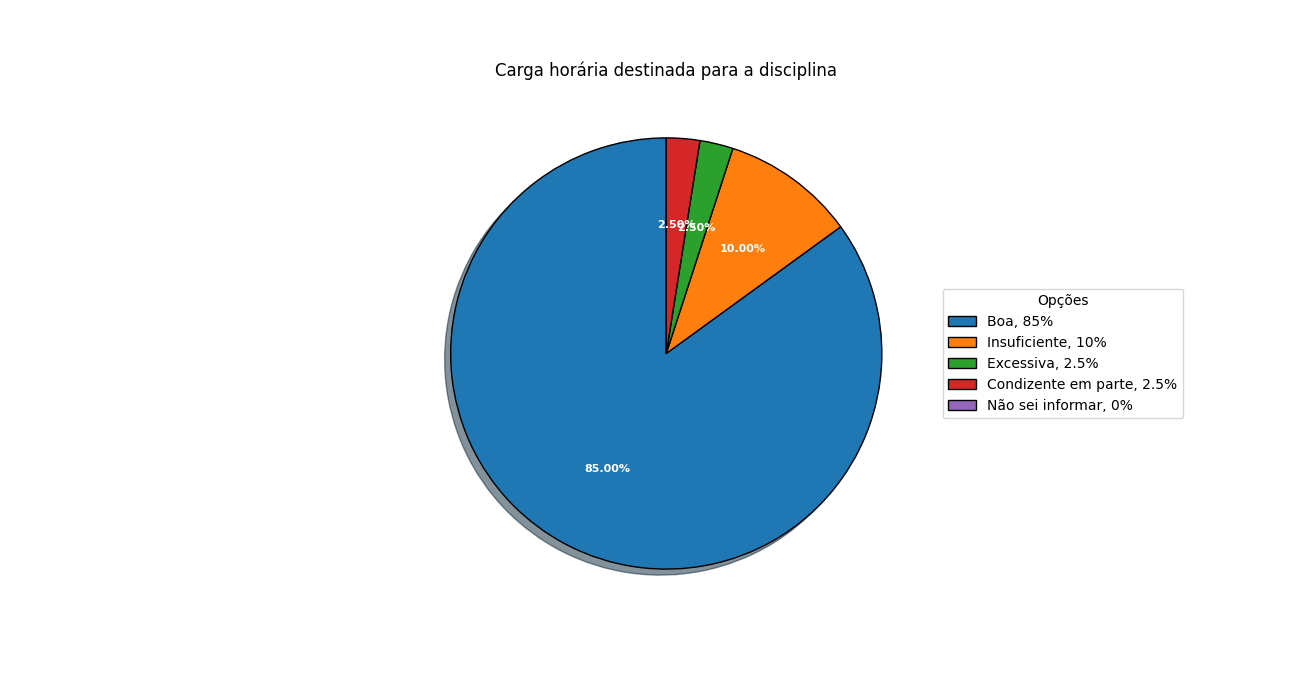 Carga horária destinada para a disciplina
2.50%
2.50%
10.00%
85.00%
Opções
Boa, 85%
Insuficiente, 10%
Excessiva, 2.5%
Condizente em parte, 2.5%
Não sei informar, 0%